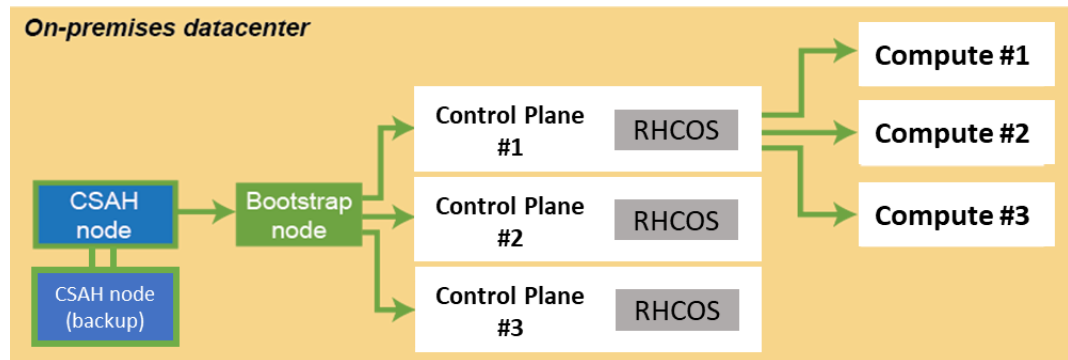 On-premises datacenter
CSAH
node
CSAH node
(backup)
Bootstrap
node
Control Plane
#1
RHCOS
Control Plane
#2
RHCOS
Control Plane
#3
RHCOS
Compute #1
Compute #2
Compute #3